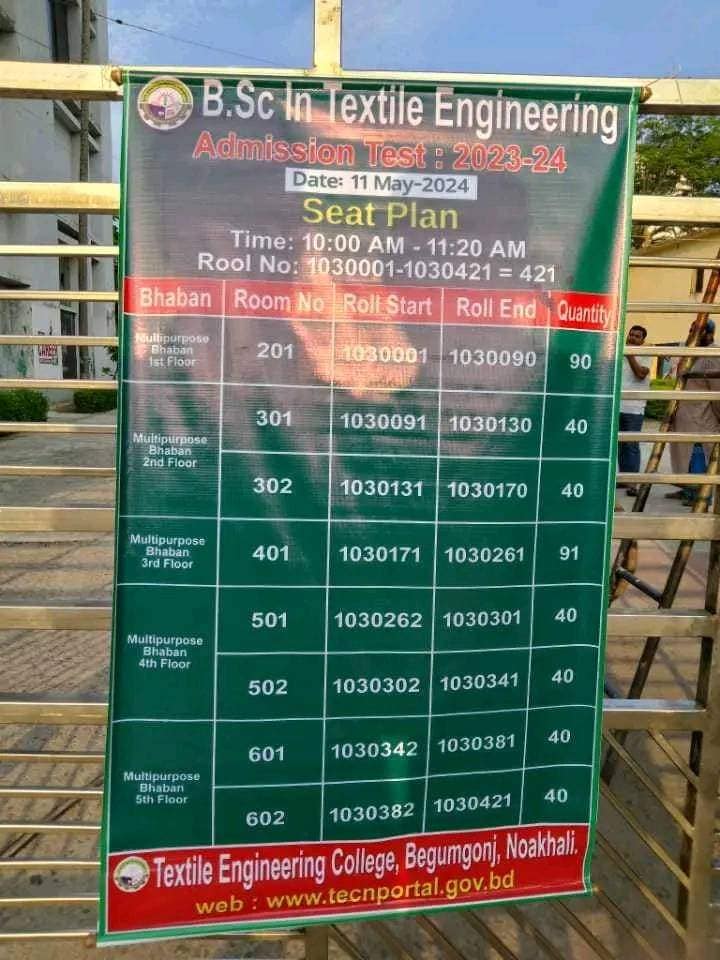 B.Sc In Textile Engineering
Admission Test : 2023-24
Date: 11 May-2024
Seat Plan
Time: 10:00 AM - 11:20 AM
Rool No: 1030001-1030421 = 421
Bhaban Room No Roll Start Roll End Quantity
Multipurpose
Bhaban
1st Floor
201 1030001 1030090 90
Multipurpose
Bhaban
2nd Floor
301 1030091 1030130 40
302 1030131 1030170 40
Multipurpose
Bhaban
3rd Floor
401 1030171 1030261 91
Multipurpose
Bhaban
4th Floor
501 1030262 1030301 40
502 1030302 1030341 40
Multipurpose
Bhaban
5th Floor
601 1030342 1030381 40
602 1030382 1030421 40
Textile Engineering College, Begumgonj, Noakhali.
web : www.tecnportal.gov.bd